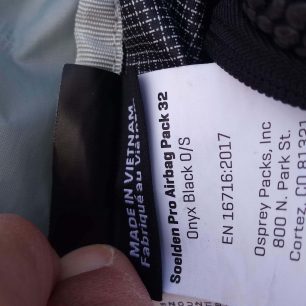 MADE IN VIETNAM
Fabriqué au
Soelden Pro Airbag Pack 32
Onyx Black O/S
EN 16716:2017
Osprey Packs, Inc
800 N. Park St.
Cortez, CO 81321